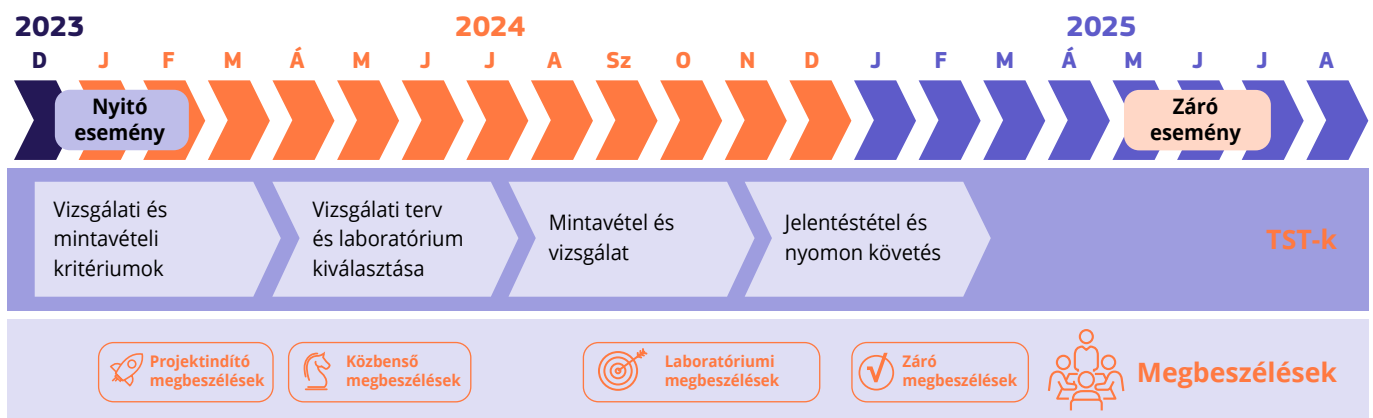 2023
2024
2025
D J F M Á M J J A Sz O N D J F M Á M J J A
Nyitó
esemény
Záró
esemény
Vizsgálati és
mintavételi
kritériumok
Vizsgálati terv
és laboratórium
kiválasztása
Mintavétel és
vizsgálat
Jelentéstétel és
nyomon követés
TST-k
Projektindító
megbeszélések
Közbenső
megbeszélések
Laboratóriumi
megbeszélések
Záró
megbeszélések
Megbeszélések